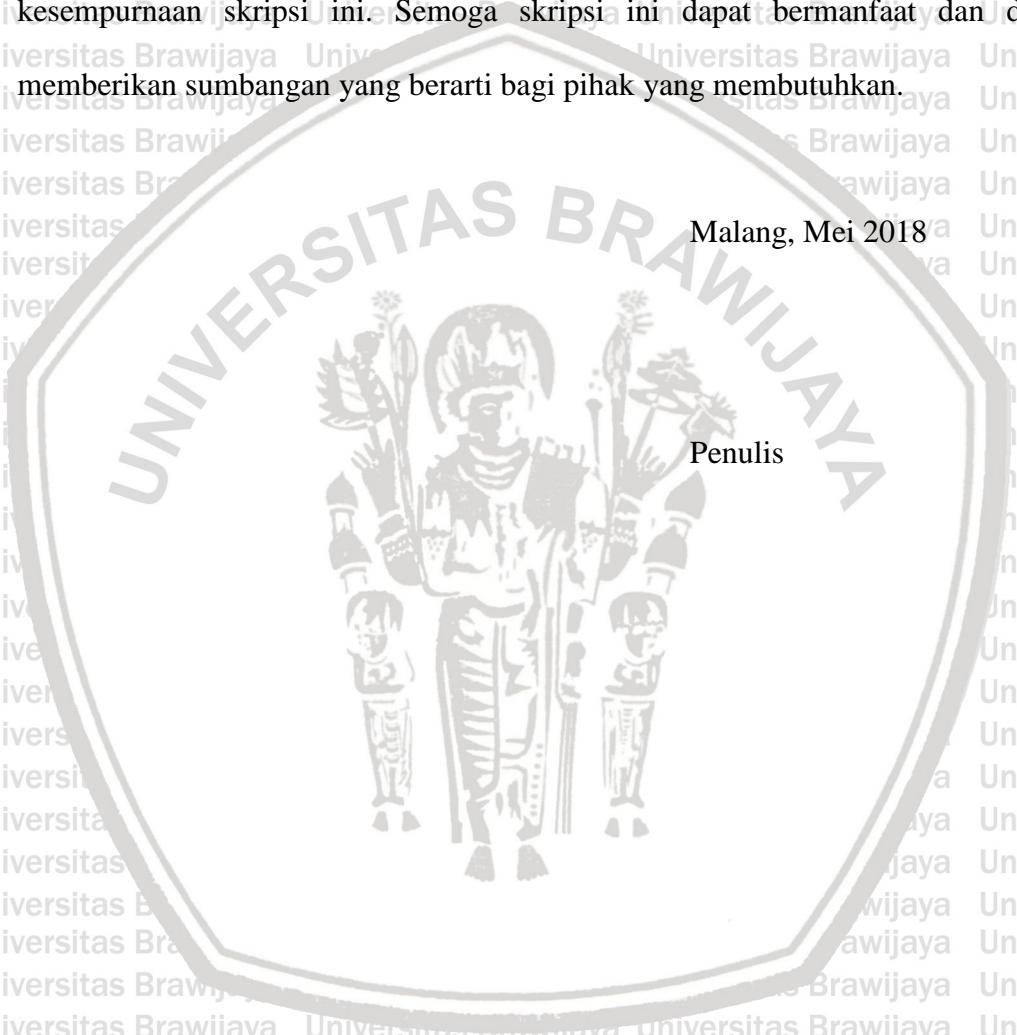 kesempurnaan skripsi ini. Semoga skripsi ini dapat bermanfaat dan d
memberikan sumbangan yang berarti bagi pihak yang membutuhkan.
Malang, Mei 2018
Penulis
UNIVERSITAS BRAWIJAYA